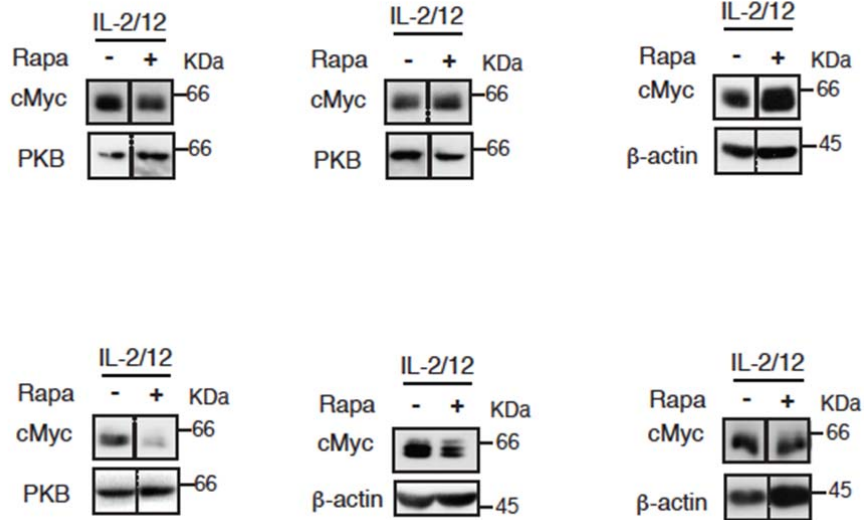 IL-2/12
Rapa - + KDa
cMyc 66
PKB 66
IL-2/12
Rapa - + KDa
cMyc 66
PKB 66
IL-2/12
Rapa - + KDa
cMyc 66
β-actin 45
IL-2/12
Rapa - + KDa
cMyc 66
PKB 66
IL-2/12
Rapa - + KDa
cMyc 66
β-actin 45
IL-2/12
Rapa - + KDa
cMyc 66
β-actin 45